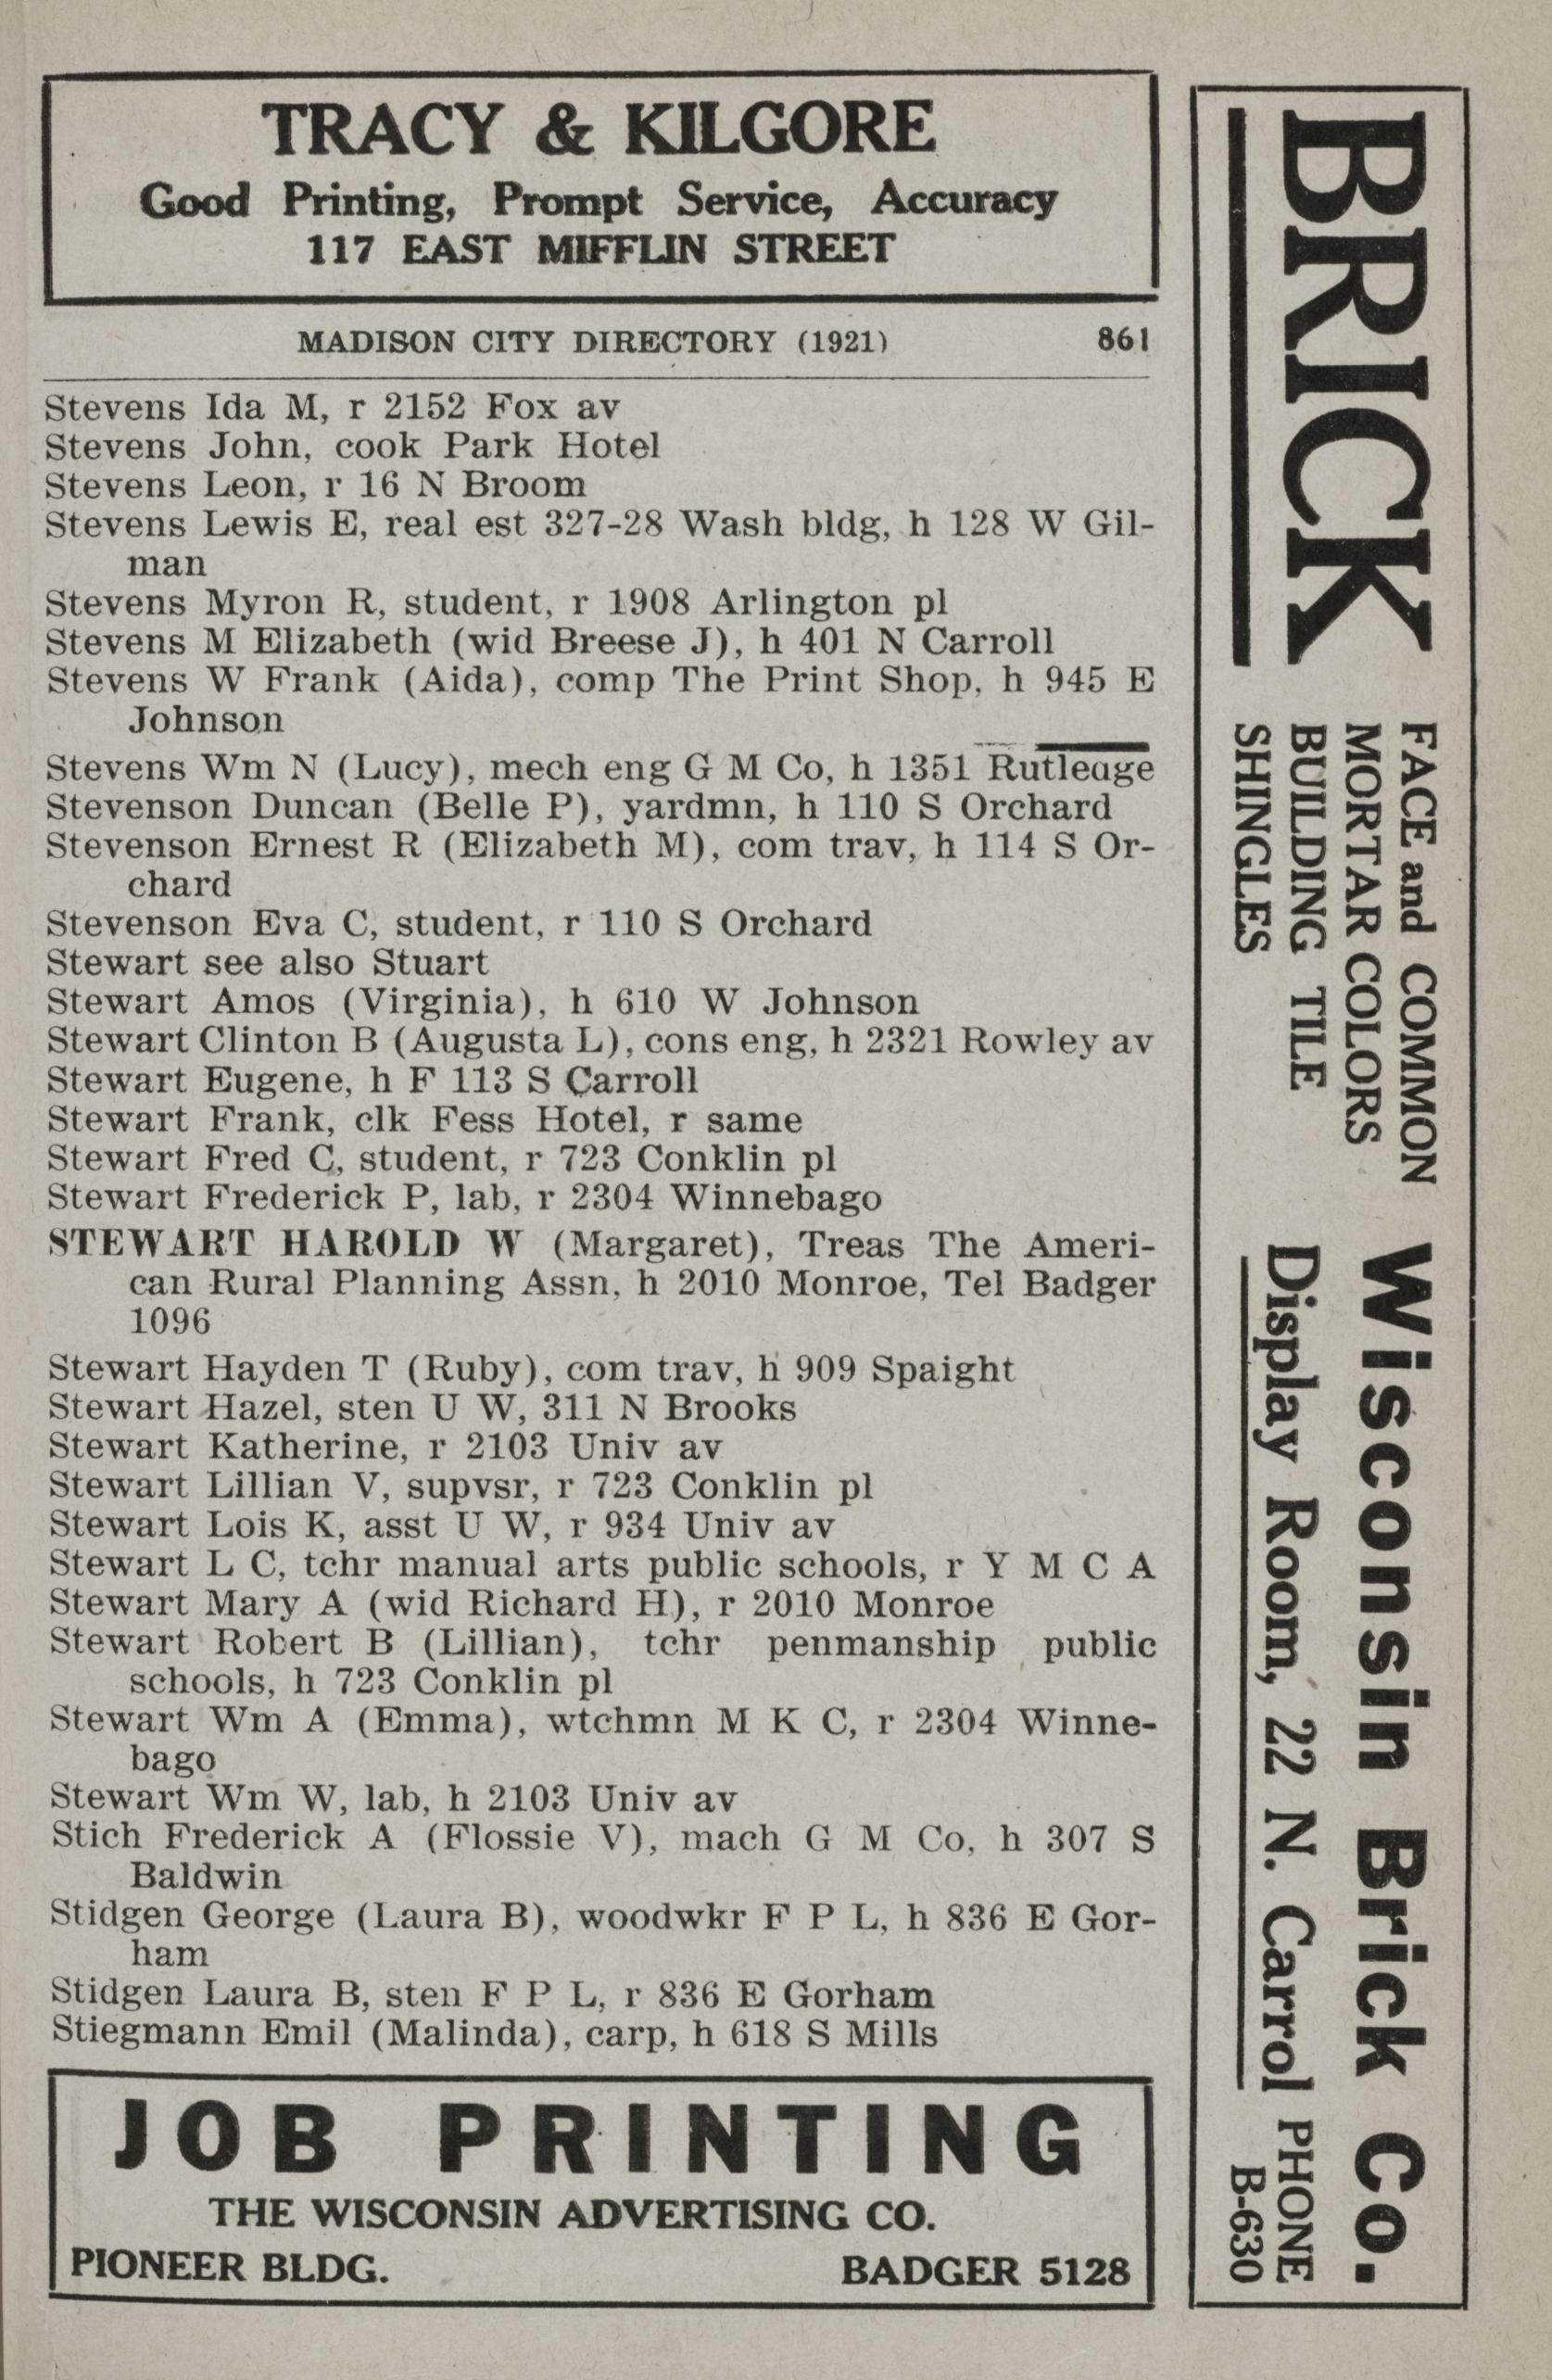 TRACY & KILGORE
Good Printing, Prompt Service, Accuracy
117 EAST MIFFLIN STREET
MADISON CITY DIRECTORY (1921) 861
Stevens Ida M, r 2152 Fox av
Stevens John, cook Park Hotel
Stevens Leon, r 16 N Broom
Stevens Lewis E, real est 327-28 Wash bldg, h 128 W Gil-
man
Stevens Myron R, student, r 1908 Arlington pl
Stevens M Elizabeth (wid Breese J), h 401 N Carroll
Stevens W Frank (Aida), comp The Print Shop, h 945 E
Johnson
Stevens Wm N (Lucy), mech eng G M Co, h 1351 Rutledge
Stevenson Duncan (Belle P), yardmn, h 110 S Orchard
Stevenson Ernest R (Elizabeth M), com trav, h 114 S Or-
chard
Stevenson Eva C, student, r 110 S Orchard
Stewart see also Stuart
Stewart Amos (Virginia), h 610 W Johnson
Stewart Clinton B (Augusta L), cons eng, h 2321 Rowley av
Stewart Eugene, h F 113 S Carroll
Stewart Frank, clk Fess Hotel, r same
Stewart Fred C, student, r 723 Conklin pl
Stewart Frederick P, lab, r 2304 Winnebago
STEWART HAROLD W (Margaret), Treas The Ameri-
can Rural Planning Assn, h 2010 Monroe, Tel Badger
1096
Stewart Hayden T (Ruby), com trav, h 909 Spaight
Stewart Hazel, sten U W, 311 N Brooks
Stewart Katherine, r 2103 Univ av
Stewart Lillian V, supvsr, r 723 Conklin pl
Stewart Lois K, asst U W, r 934 Univ av
Stewart L C, tchr manual arts public schools, r Y M C A
Stewart Mary A (wid Richard H), r 2010 Monroe
Stewart Robert B (Lillian), tchr penmanship public
schools, h 723 Conklin pl
Stewart Wm A (Emma), wtchmn M K C, r 2304 Winne-
bago
Stewart Wm W, lab, h 2103 Univ av
Stich Frederick A (Flossie V), mach G M Co, h 307 S
Baldwin
Stidgen George (Laura B), woodwkr F P L, h 836 E Gor-
ham
Stidgen Laura B, sten F P L, r 836 E Gorham
Stiegmann Emil (Malinda), carp, h 618 S Mills
JOB PRINTING
THE WISCONSIN ADVERTISING CO.
PIONEER BLDG. BADGER 5128
BRICK
FACE and COMMON
MORTAR COLORS
BUILDING TILE
SHINGLES
Wisconsin Brick Co.
Display Room, 22 N. Carrol
PHONE
B-630